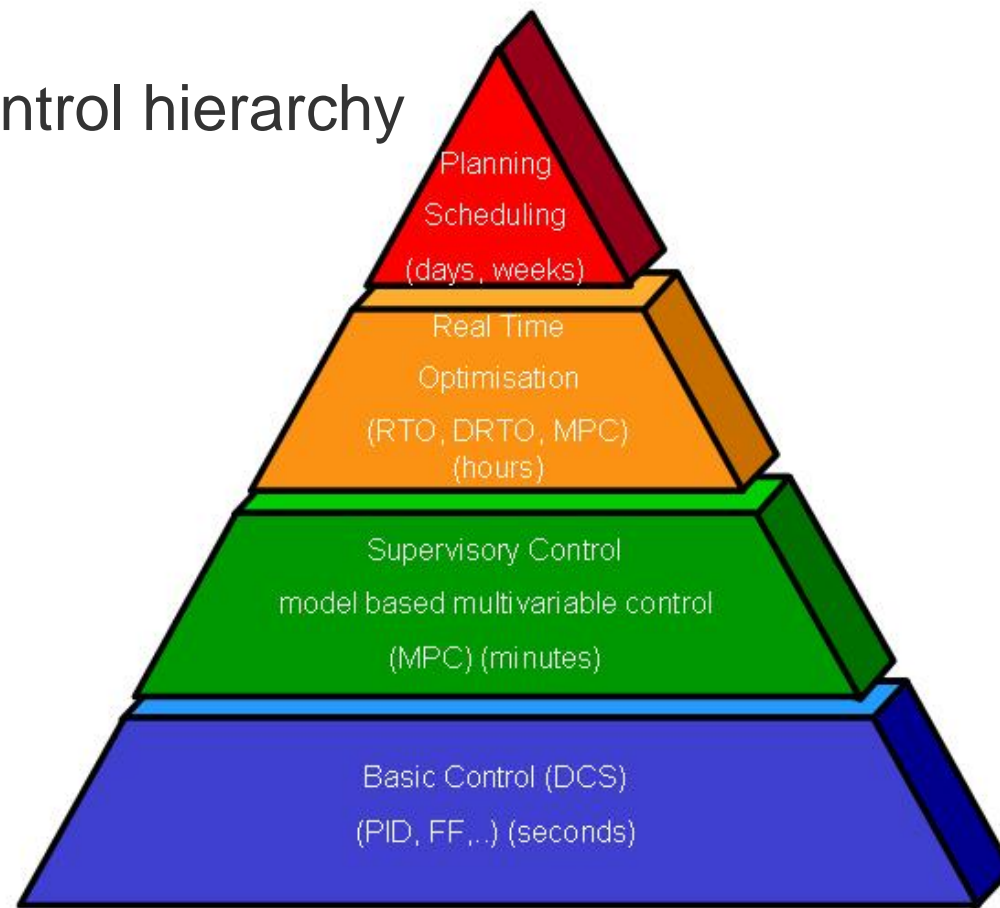 ntrol hierarchy
Planning
Scheduling
(days, weeks)
Real Time
Optimisation
(RTO, DRTO, MPC)
(hours)
Supervisory Control
model based multivariable control
(MPC) (minutes)
Basic Control (DCS)
(PID, FF,..) (seconds)